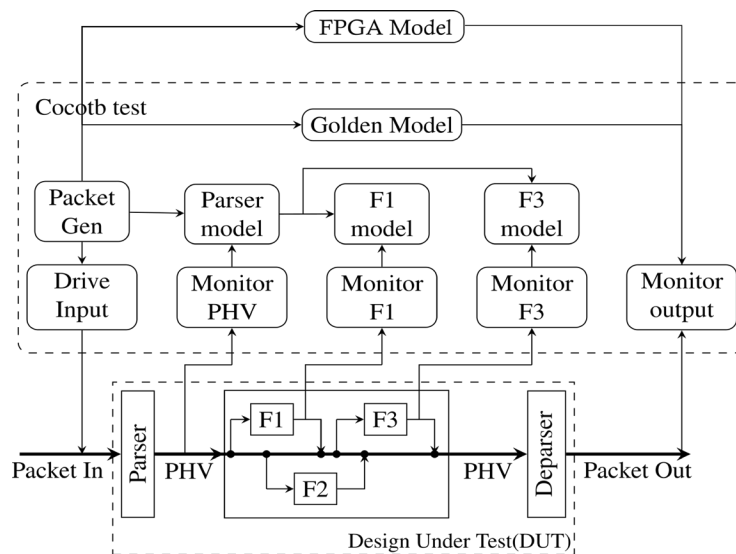 FPGA Model
Cocotb test
Golden Model
Packet
Gen
Parser
model
F1
model
F3
model
Drive
Input
Monitor
PHV
Monitor
F1
Monitor
F3
Monitor
output
Packet In
Parser
PHV
F1
F2
F3
PHV
Deparser
Packet Out
Design Under Test(DUT)